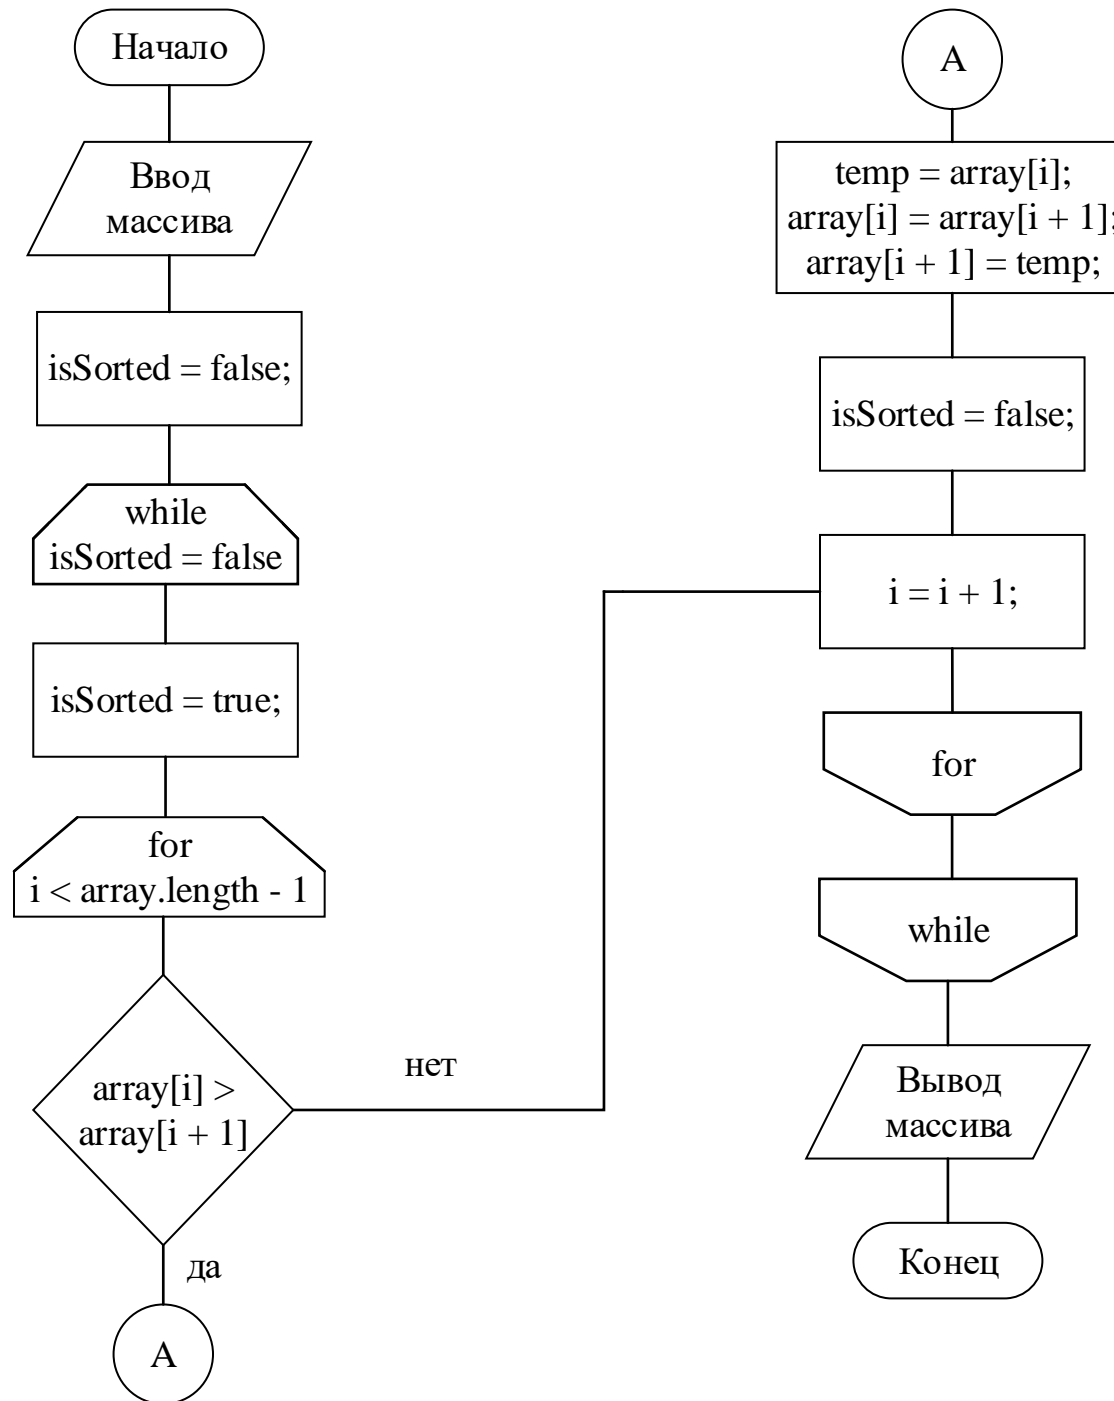 Начало
Ввод
массива
isSorted = false;
while
isSorted = false
isSorted = true;
for
i < array.length - 1
array[i] >
array[i + 1]
нет
да
А
А
temp = array[i];
array[i] = array[i + 1];
array[i + 1] = temp;
isSorted = false;
i = i + 1;
for
while
Вывод
массива
Конец